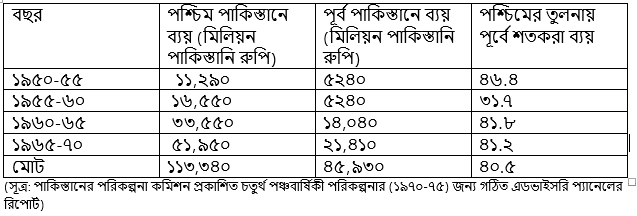 বছর পশ্চিম পাকিস্তানে পূর্ব পাকিস্তানে ব্যয় পশ্চিমের তুলনায়
ব্যয় (মিলিয়ন (মিলিয়ন পাকিস্তানি পূর্বে শতকরা ব্যয়
পাকিস্তানি রুপি) রুপি)
১৯৫০-৫৫ ১১,২৯০ ৫২৪০ ৪৬.৪
১৯৫৫-৬০ ১৬,৫৫০ ৫২৪০ ৩১.৭
১৯৬০-৬৫ ৩৩,৫৫০ ১৪,০৪০ ৪১.৮
১৯৬৫-৭০ ৫১,৯৫০ ২১,৪১০ ৪১.২
মোট ১১৩,৩৪০ ৪৫,৯৩০ ৪০.৫
(সূত্র: পাকিস্তানের পরিকল্পনা কমিশন প্রকাশিত চতুর্থ পঞ্চবার্ষিকী পরিকল্পনার (১৯৭০-৭৫) জন্য গঠিত এডভাইসরি প্যানেলের
রিপোর্ট)